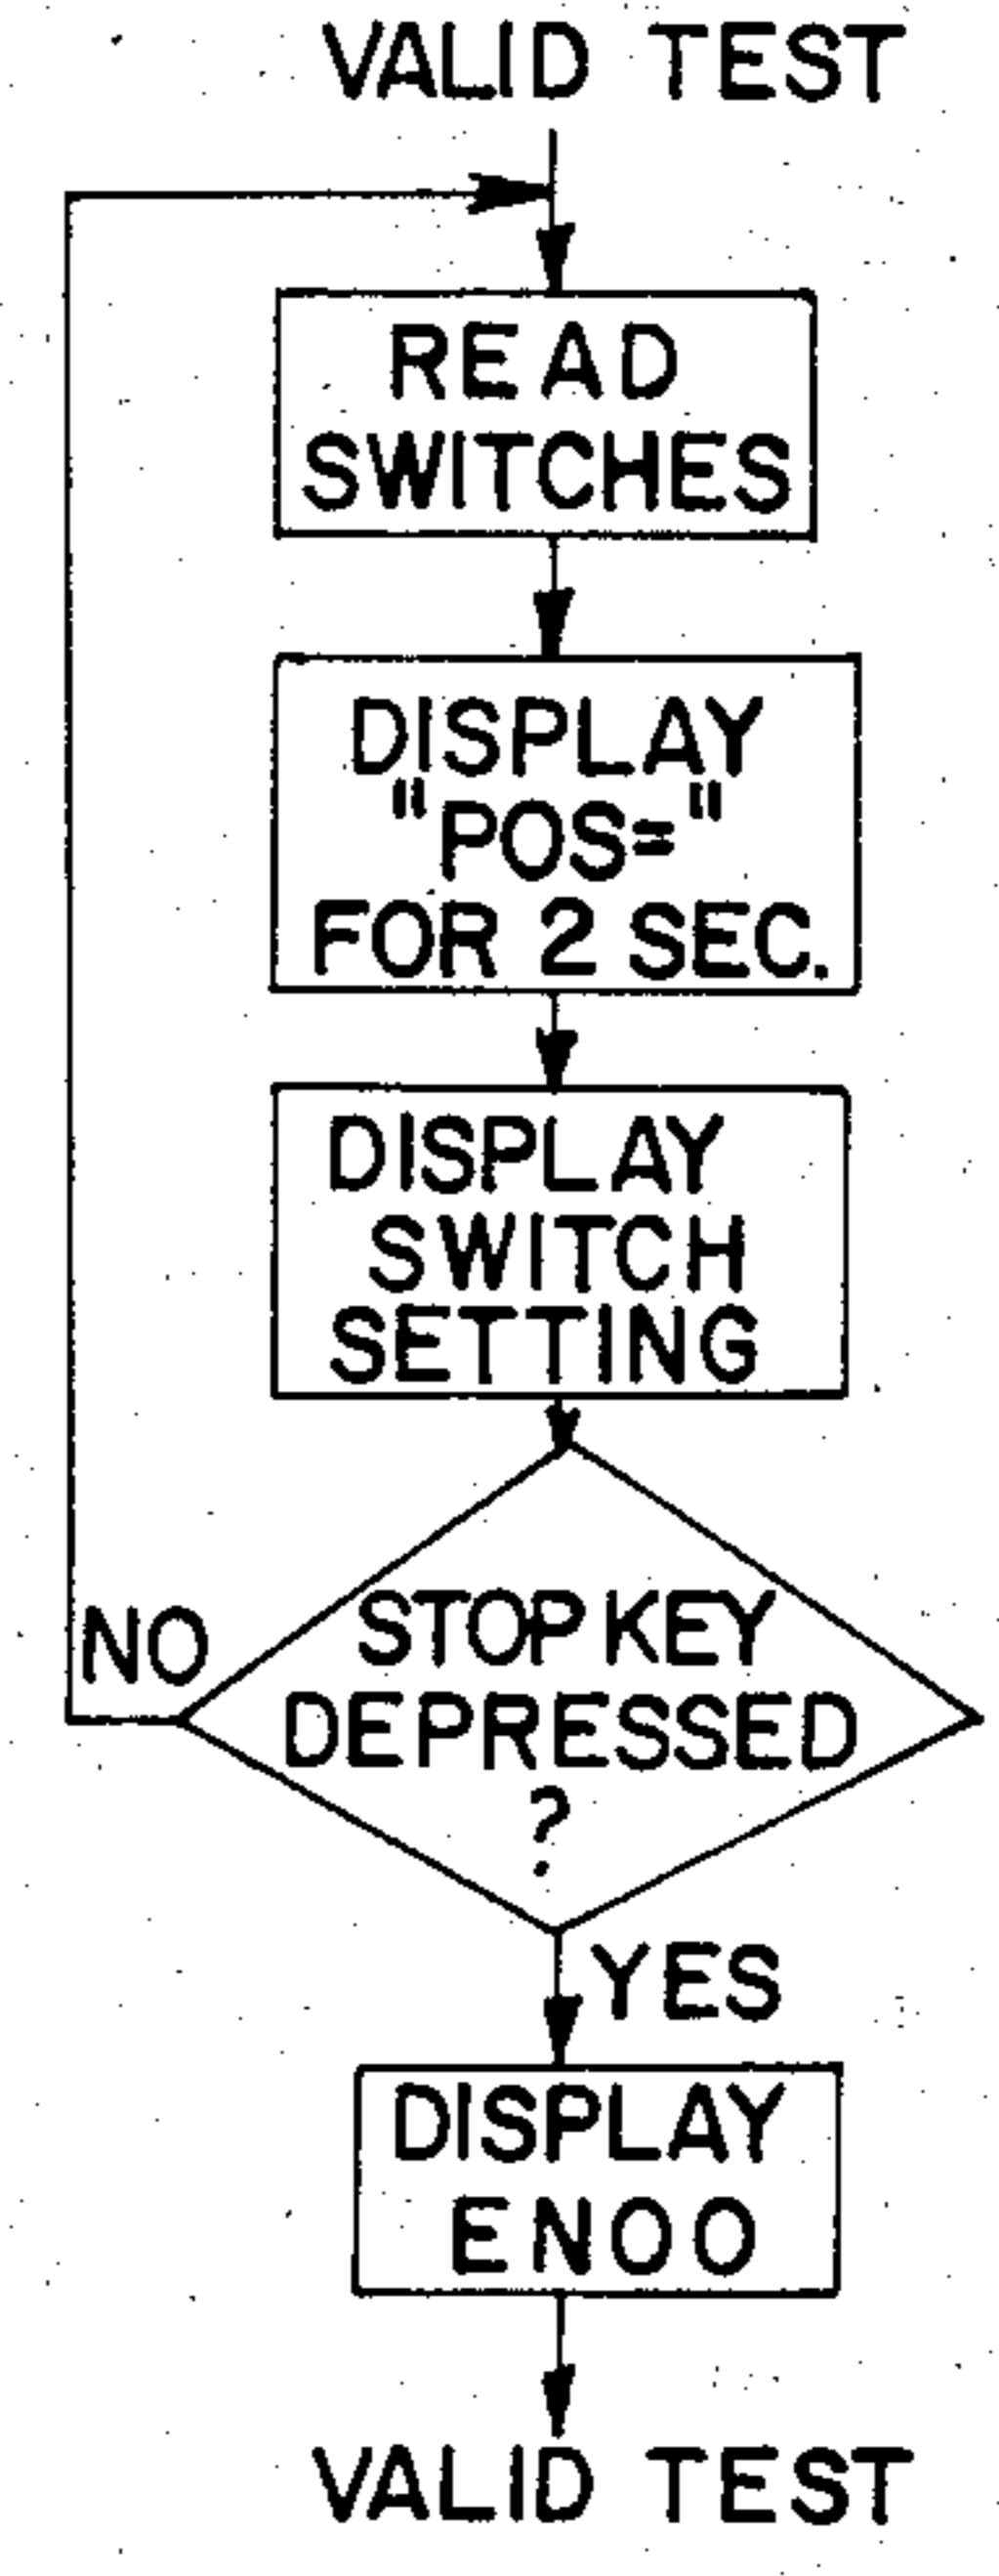 VALID TEST
READ
SWITCHES
DISPLAY
"POS="
FOR 2 SEC.
DISPLAY
SWITCH
SETTING
STOP KEY
DEPRESSED
?
NO
YES
DISPLAY
ENOO
VALID TEST